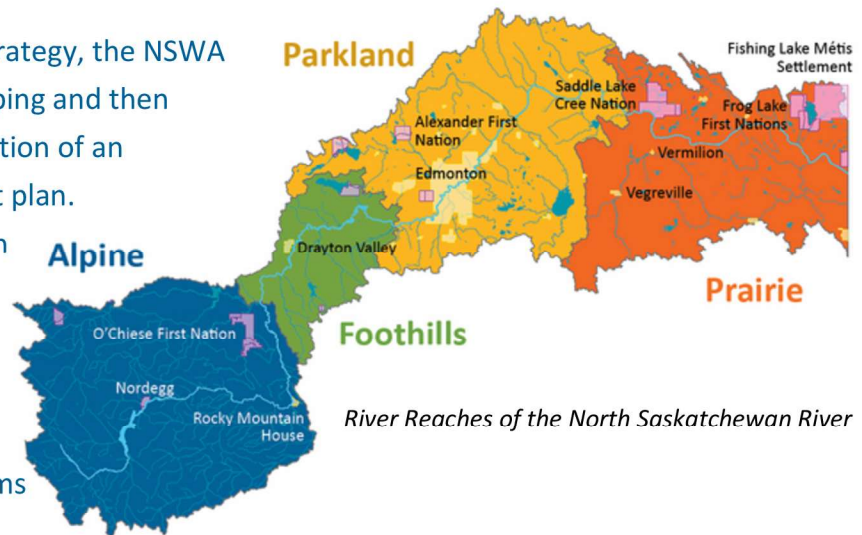 rategy, the NSWA
ping and then
tion of an
t plan.
n
ms
Parkland
Fishing Lake Métis
Settlement
Saddle Lake
Cree Nation
Frog Lake
First Nations
Alexander First
Nation
Edmonton
Vermilion
Vegreville
Drayton Valley
Alpine
Prairie
Foothills
O'Chiese First Nation
Nordegg
Rocky Mountain
House
River Reaches of the North Saskatchewan River